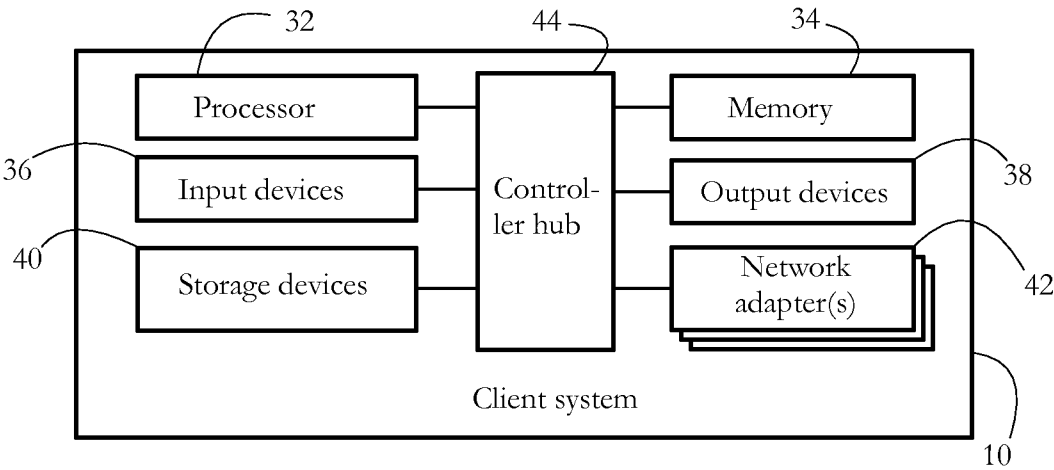 32
44
34
Processor
Memory
36
Input devices
Control-
ler hub
Output devices
38
40
Storage devices
Network
adapter(s)
42
Client system
10